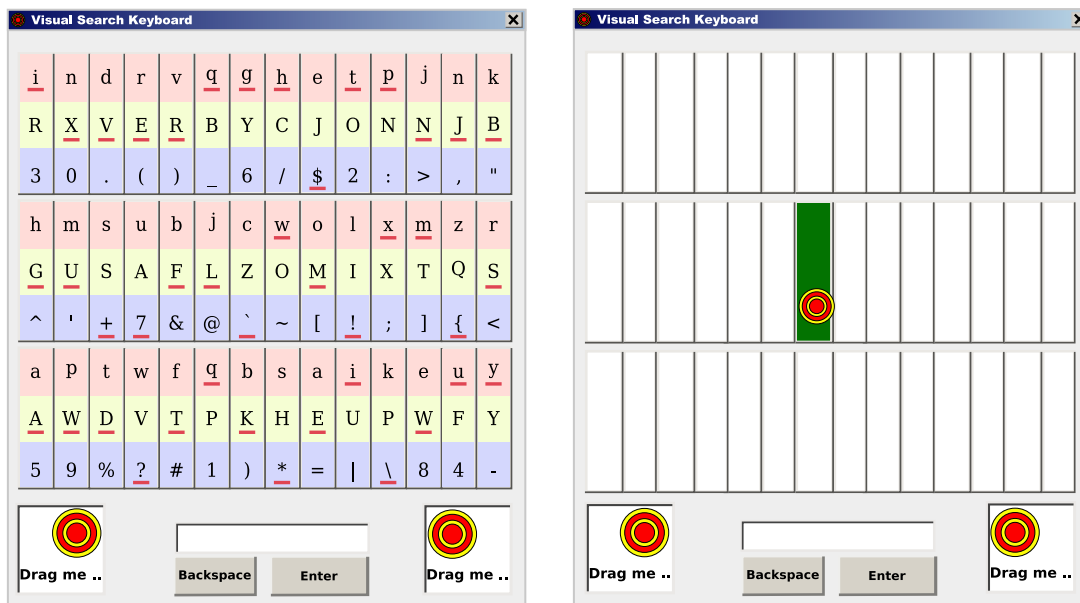 Visual Search Keyboard
i n d r v q g h e t p j n k
R X V E R B Y C J O N N J B
3 0 . ( ) _ 6 / $ 2 : > , "
h m s u b j c w o l x m z r
G U S A F L Z O M I X T Q S
^ ' + 7 & @ ` ~ [ ! ; ] { <
a p t w f q b s a i k e u y
A W D V T P K H E U P W F Y
5 9 % ? # 1 ) * = | \ 8 4 -
Drag me ..
Backspace
Enter
Drag me ..
Visual Search Keyboard
Drag me ..
Backspace
Enter
Drag me ..